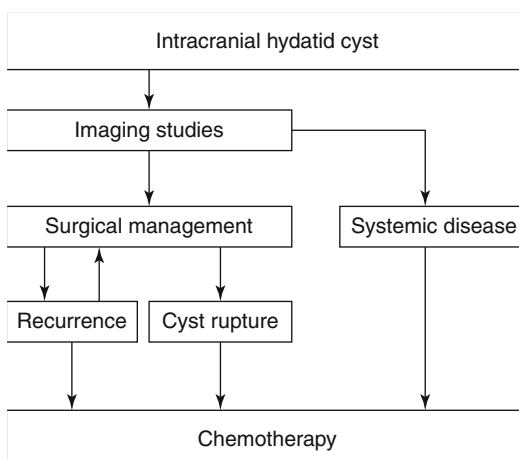 Intracranial hydatid cyst
Imaging studies
Surgical management
Systemic disease
Recurrence
Cyst rupture
Chemotherapy